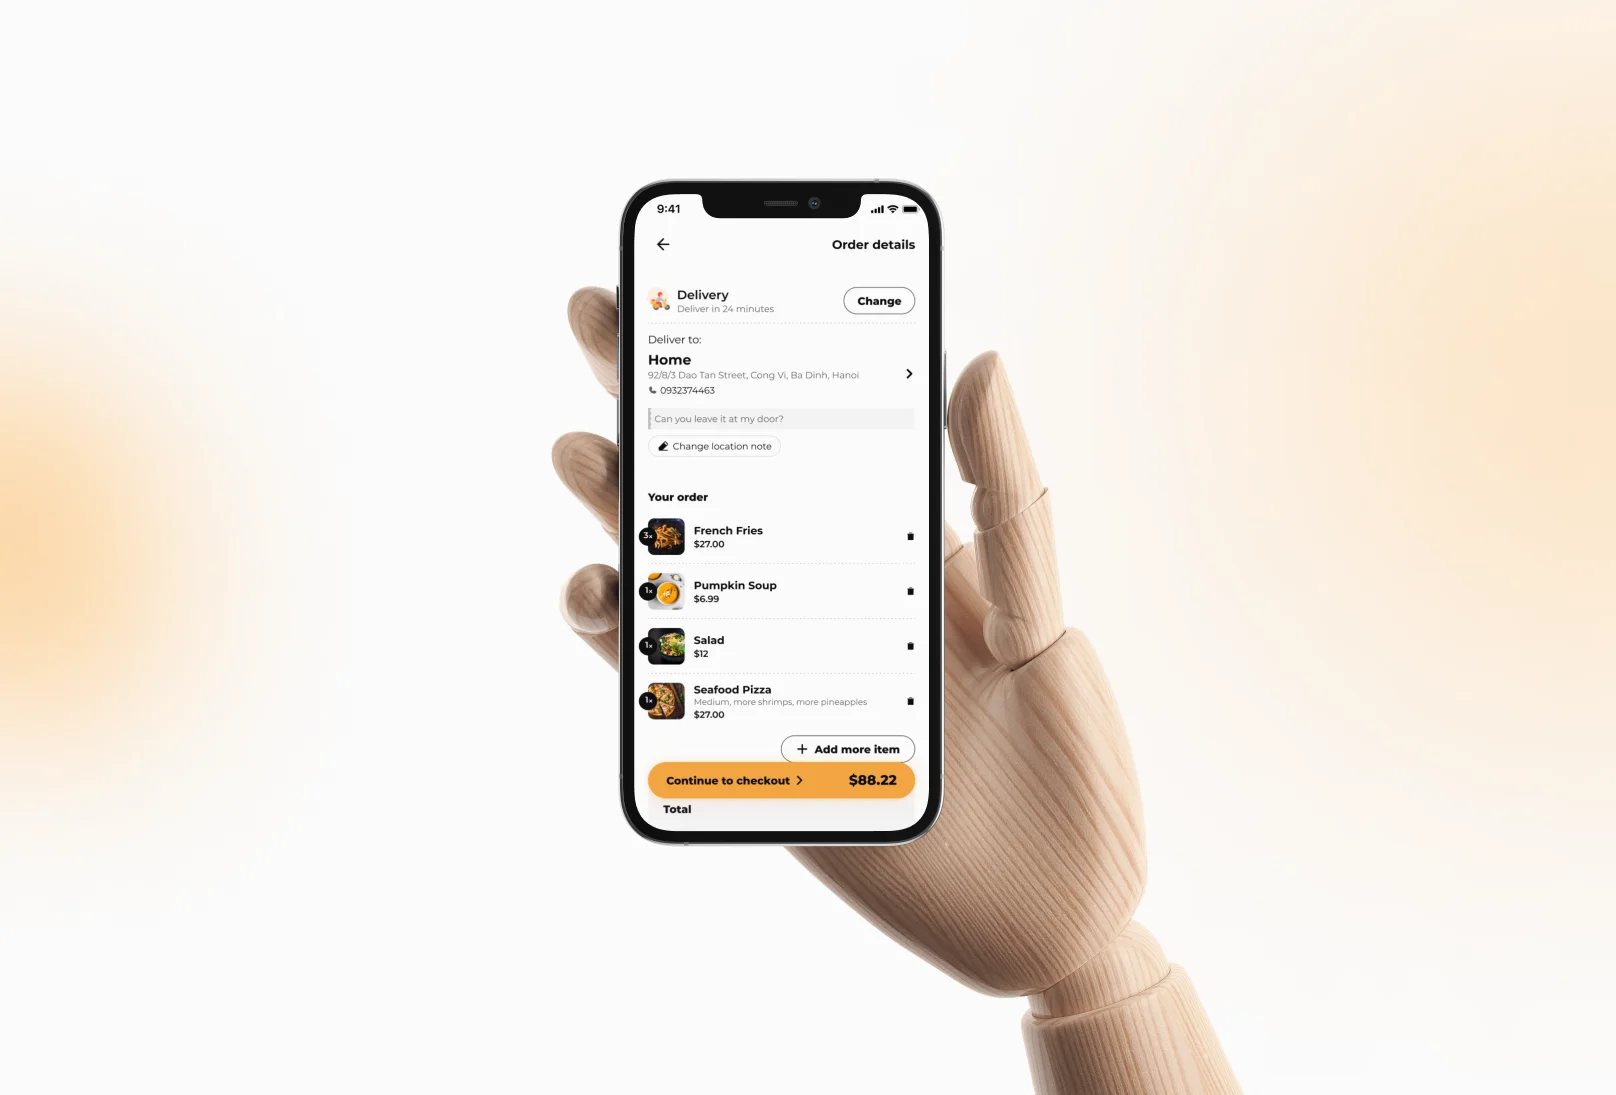 9:41
Order details
Delivery
Deliver in 24 minutes
Change
Deliver to:
Home
92/8/3 Dao Tan Street, Cong Vi, Ba Dinh, Hanoi
0932374463
Can you leave it at my door?
Change location note
Your order
3x
French Fries
$27.00
1x
Pumpkin Soup
$6.99
1x
Salad
$12
1x
Seafood Pizza
Medium, more shrimps, more pineapples
$27.00
+ Add more item
Continue to checkout >
$88.22
Total